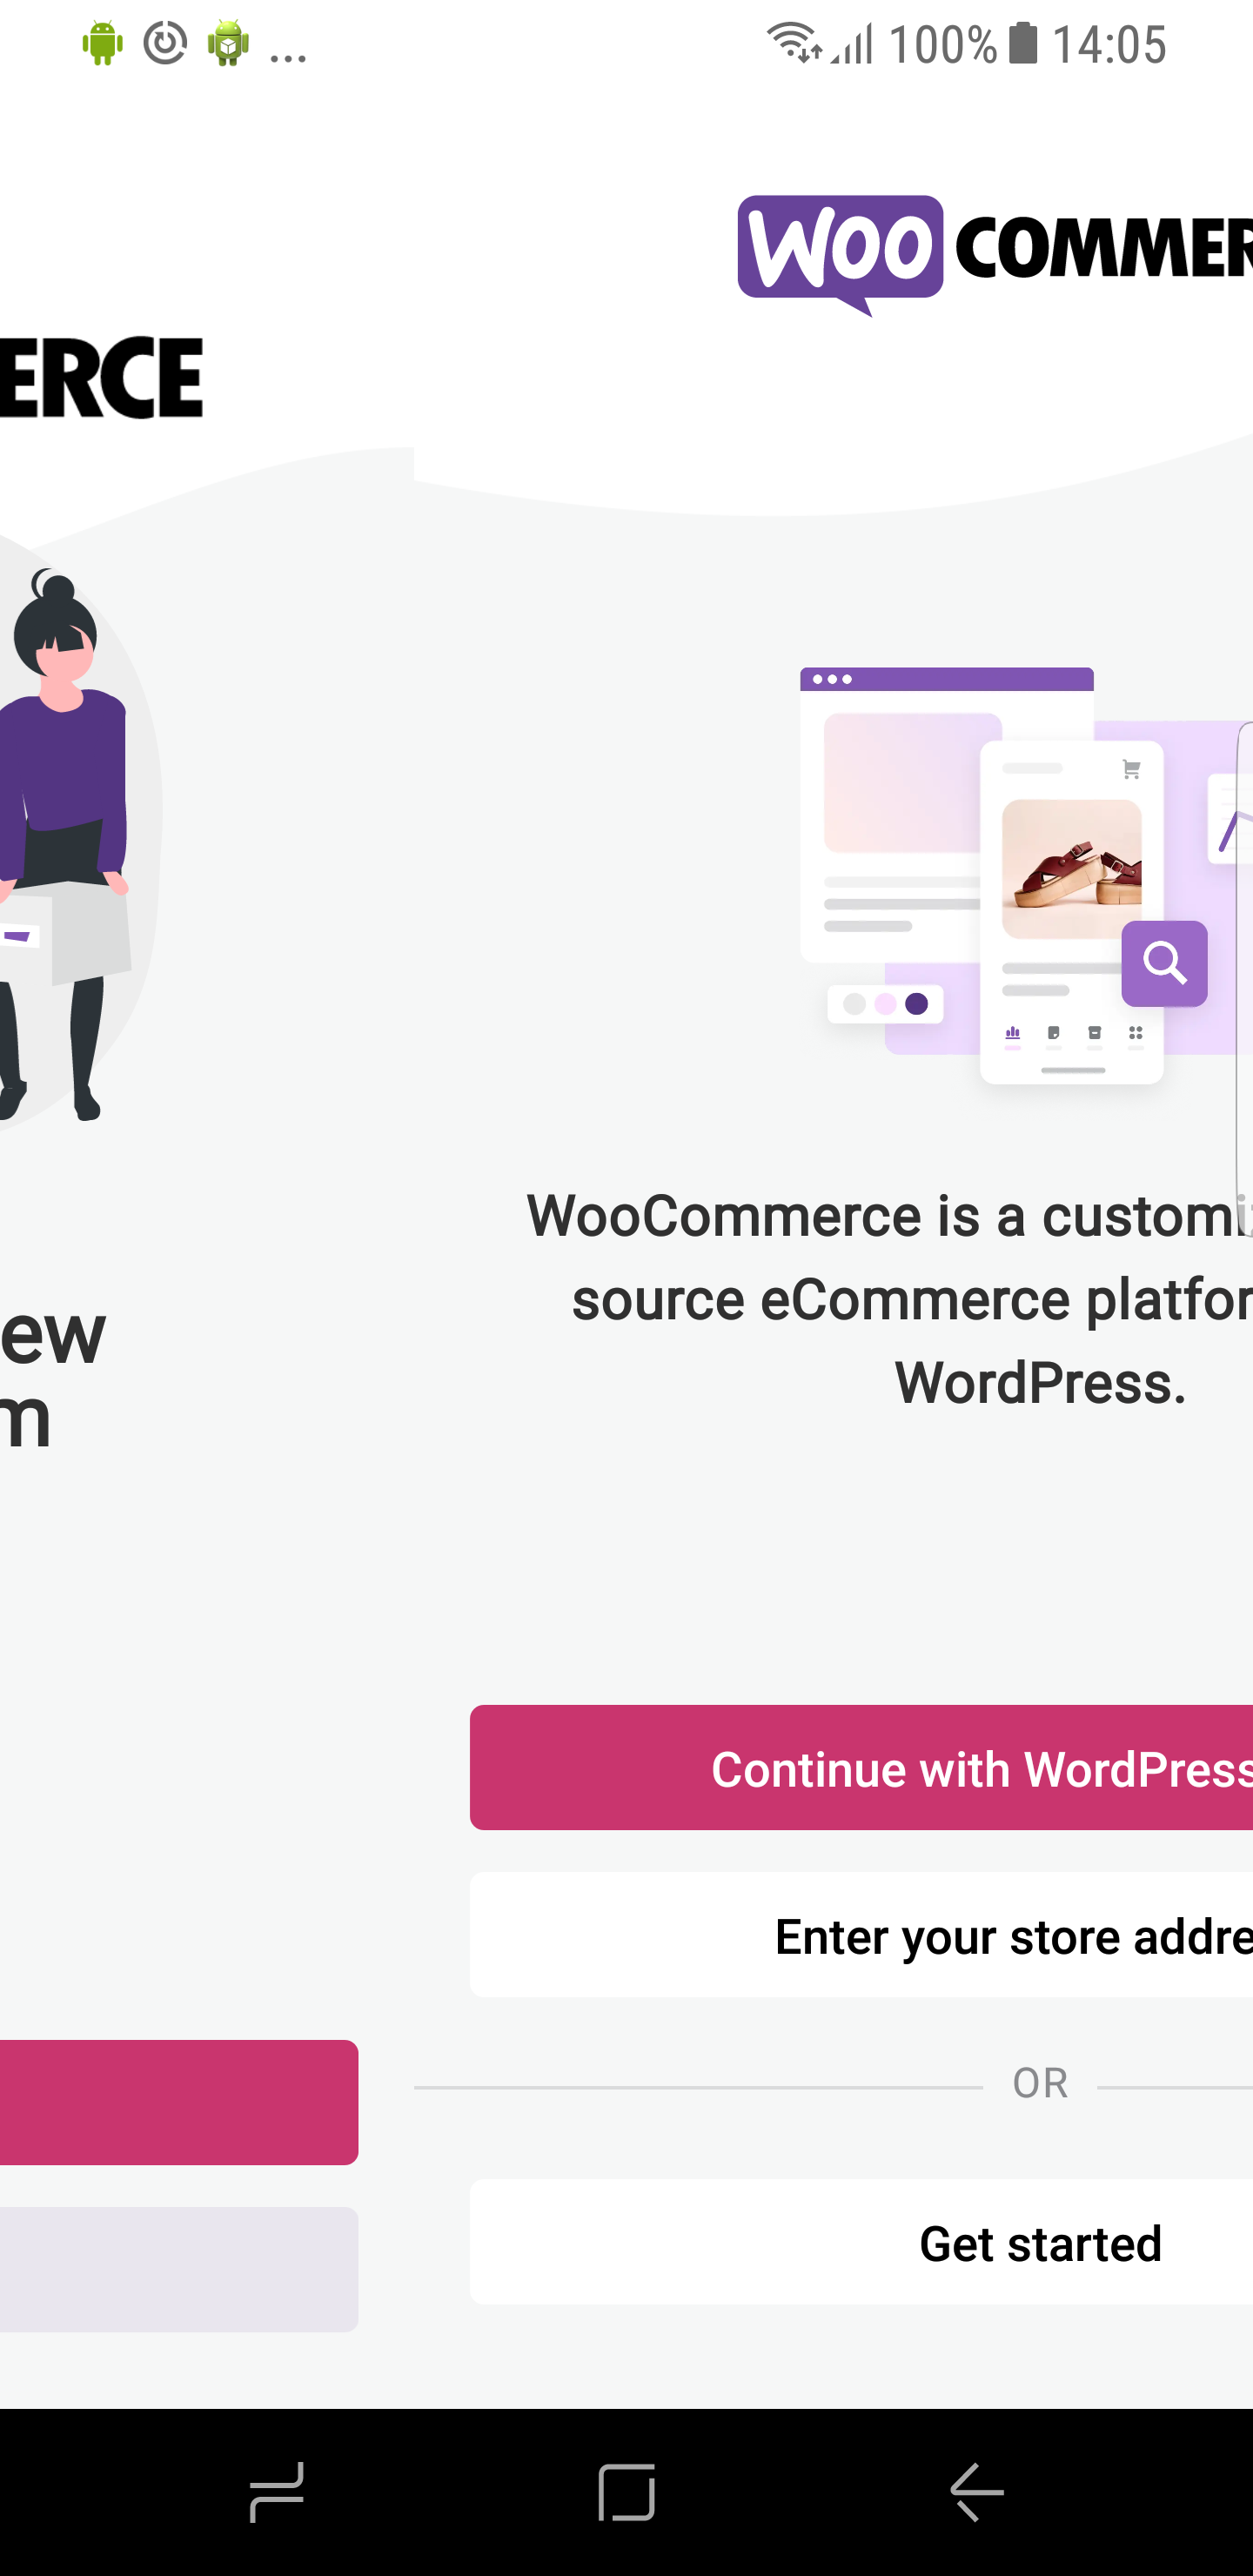 ... 100% 14:05
WOO COMMER
ERCE
WooCommerce is a custom
source eCommerce platfor
WordPress.
ew
m
Continue with WordPress
Enter your store addre
OR
Get started